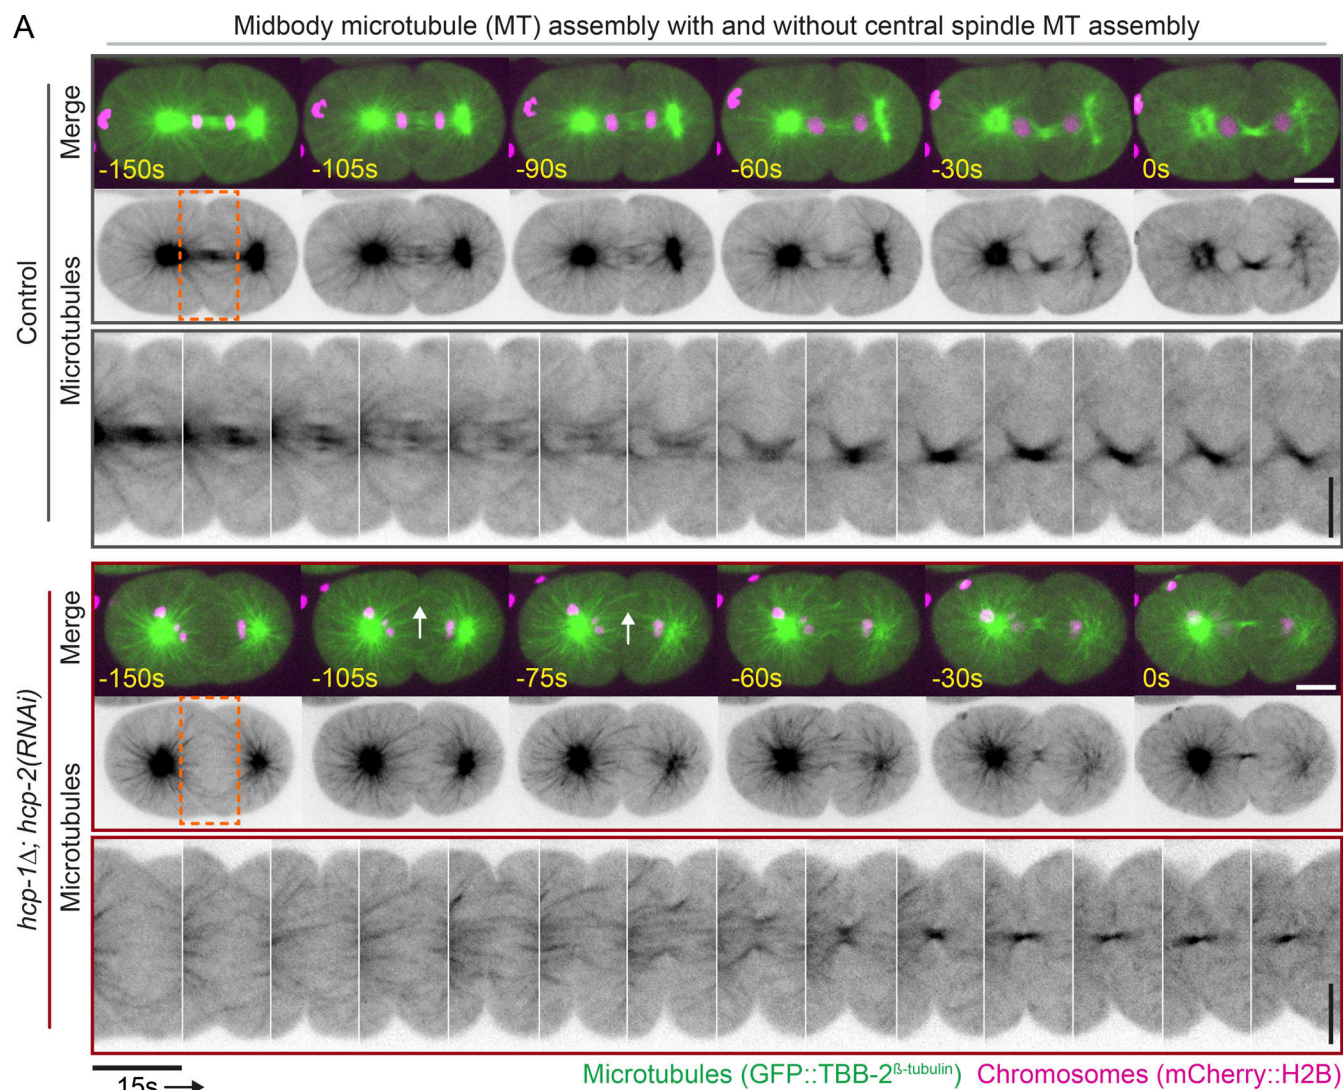 A
Midbody microtubule (MT) assembly with and without central spindle MT assembly
Control
Merge
-150s
-105s
-90s
-60s
-30s
0s
Microtubules
Microtubules
hcp-1Δ; hcp-2(RNAi)
Merge
-150s
-105s
-75s
-60s
-30s
0s
Microtubules
Microtubules
15s →
Microtubules (GFP::TBB-2ᵝ⁻ᵗᵘᵇᵘˡⁱⁿ) Chromosomes (mCherry::H2B)